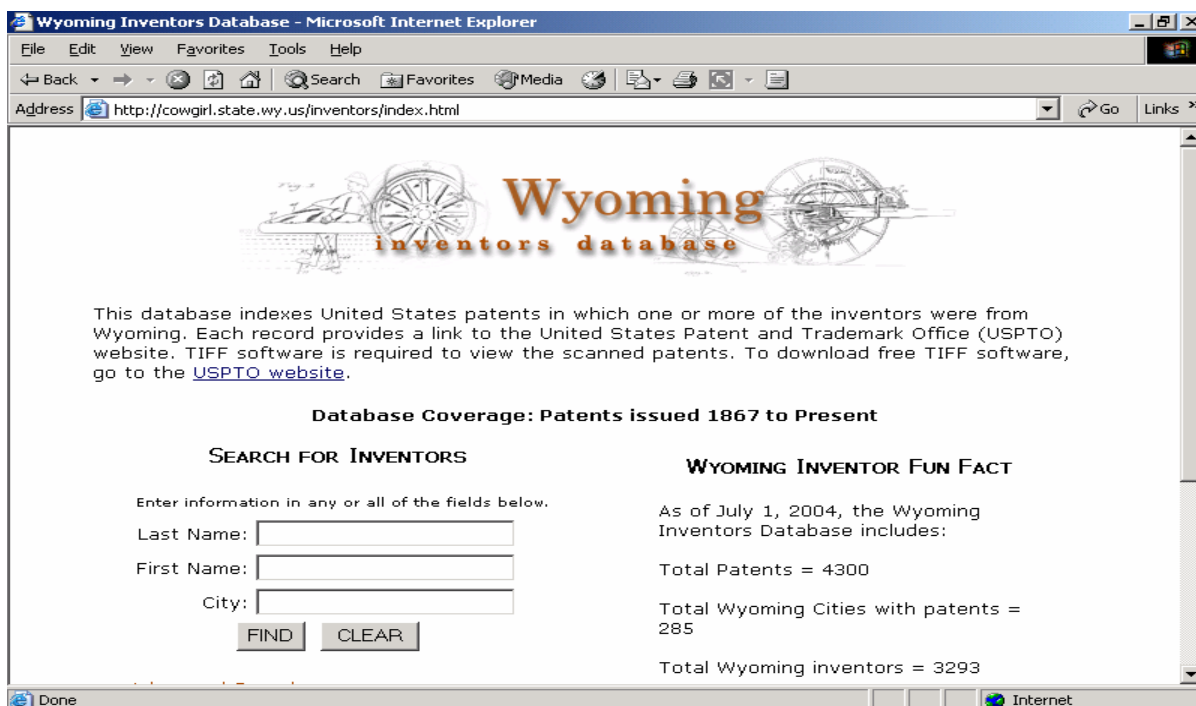 Wyoming Inventors Database - Microsoft Internet Explorer
File Edit View Favorites Tools Help
Back Search Favorites Media
Address http://cowgirl.state.wy.us/inventors/index.html Go Links »
Wyoming
inventors database
This database indexes United States patents in which one or more of the inventors were from
Wyoming. Each record provides a link to the United States Patent and Trademark Office (USPTO)
website. TIFF software is required to view the scanned patents. To download free TIFF software,
go to the USPTO website.
Database Coverage: Patents issued 1867 to Present
SEARCH FOR INVENTORS
Enter information in any or all of the fields below.
Last Name:
First Name:
City:
FIND CLEAR
WYOMING INVENTOR FUN FACT
As of July 1, 2004, the Wyoming
Inventors Database includes:
Total Patents = 4300
Total Wyoming Cities with patents =
285
Total Wyoming inventors = 3293
Done Internet